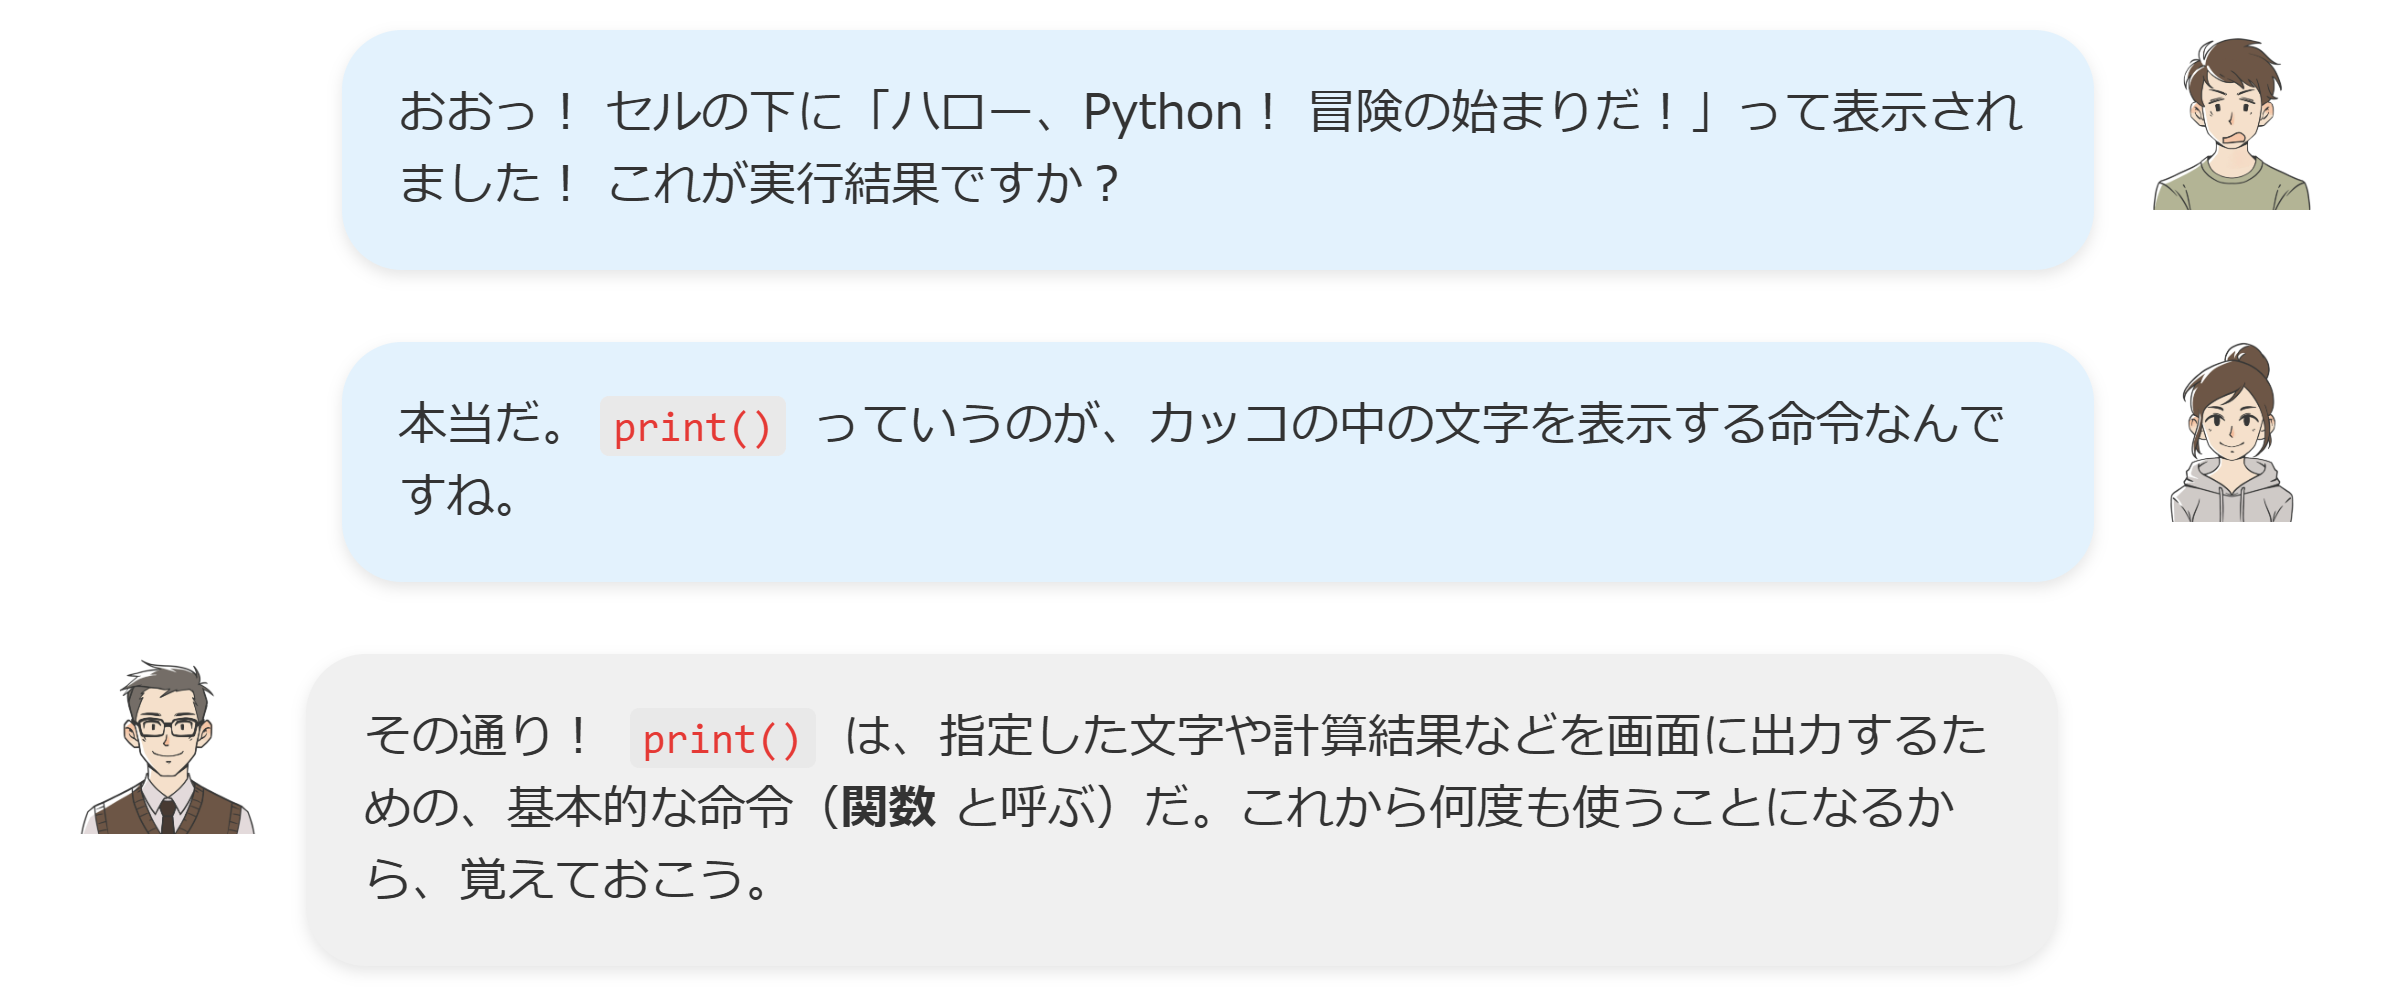 おおっ！ セルの下に「ハロー、Python！ 冒険の始まりだ！」って表示され
ました！ これが実行結果ですか？
本当だ。 print() っていうのが、カッコの中の文字を表示する命令なんで
すね。
その通り！ print() は、指定した文字や計算結果などを画面に出力するた
めの、基本的な命令（関数 と呼ぶ）だ。これから何度も使うことになるか
ら、覚えておこう。